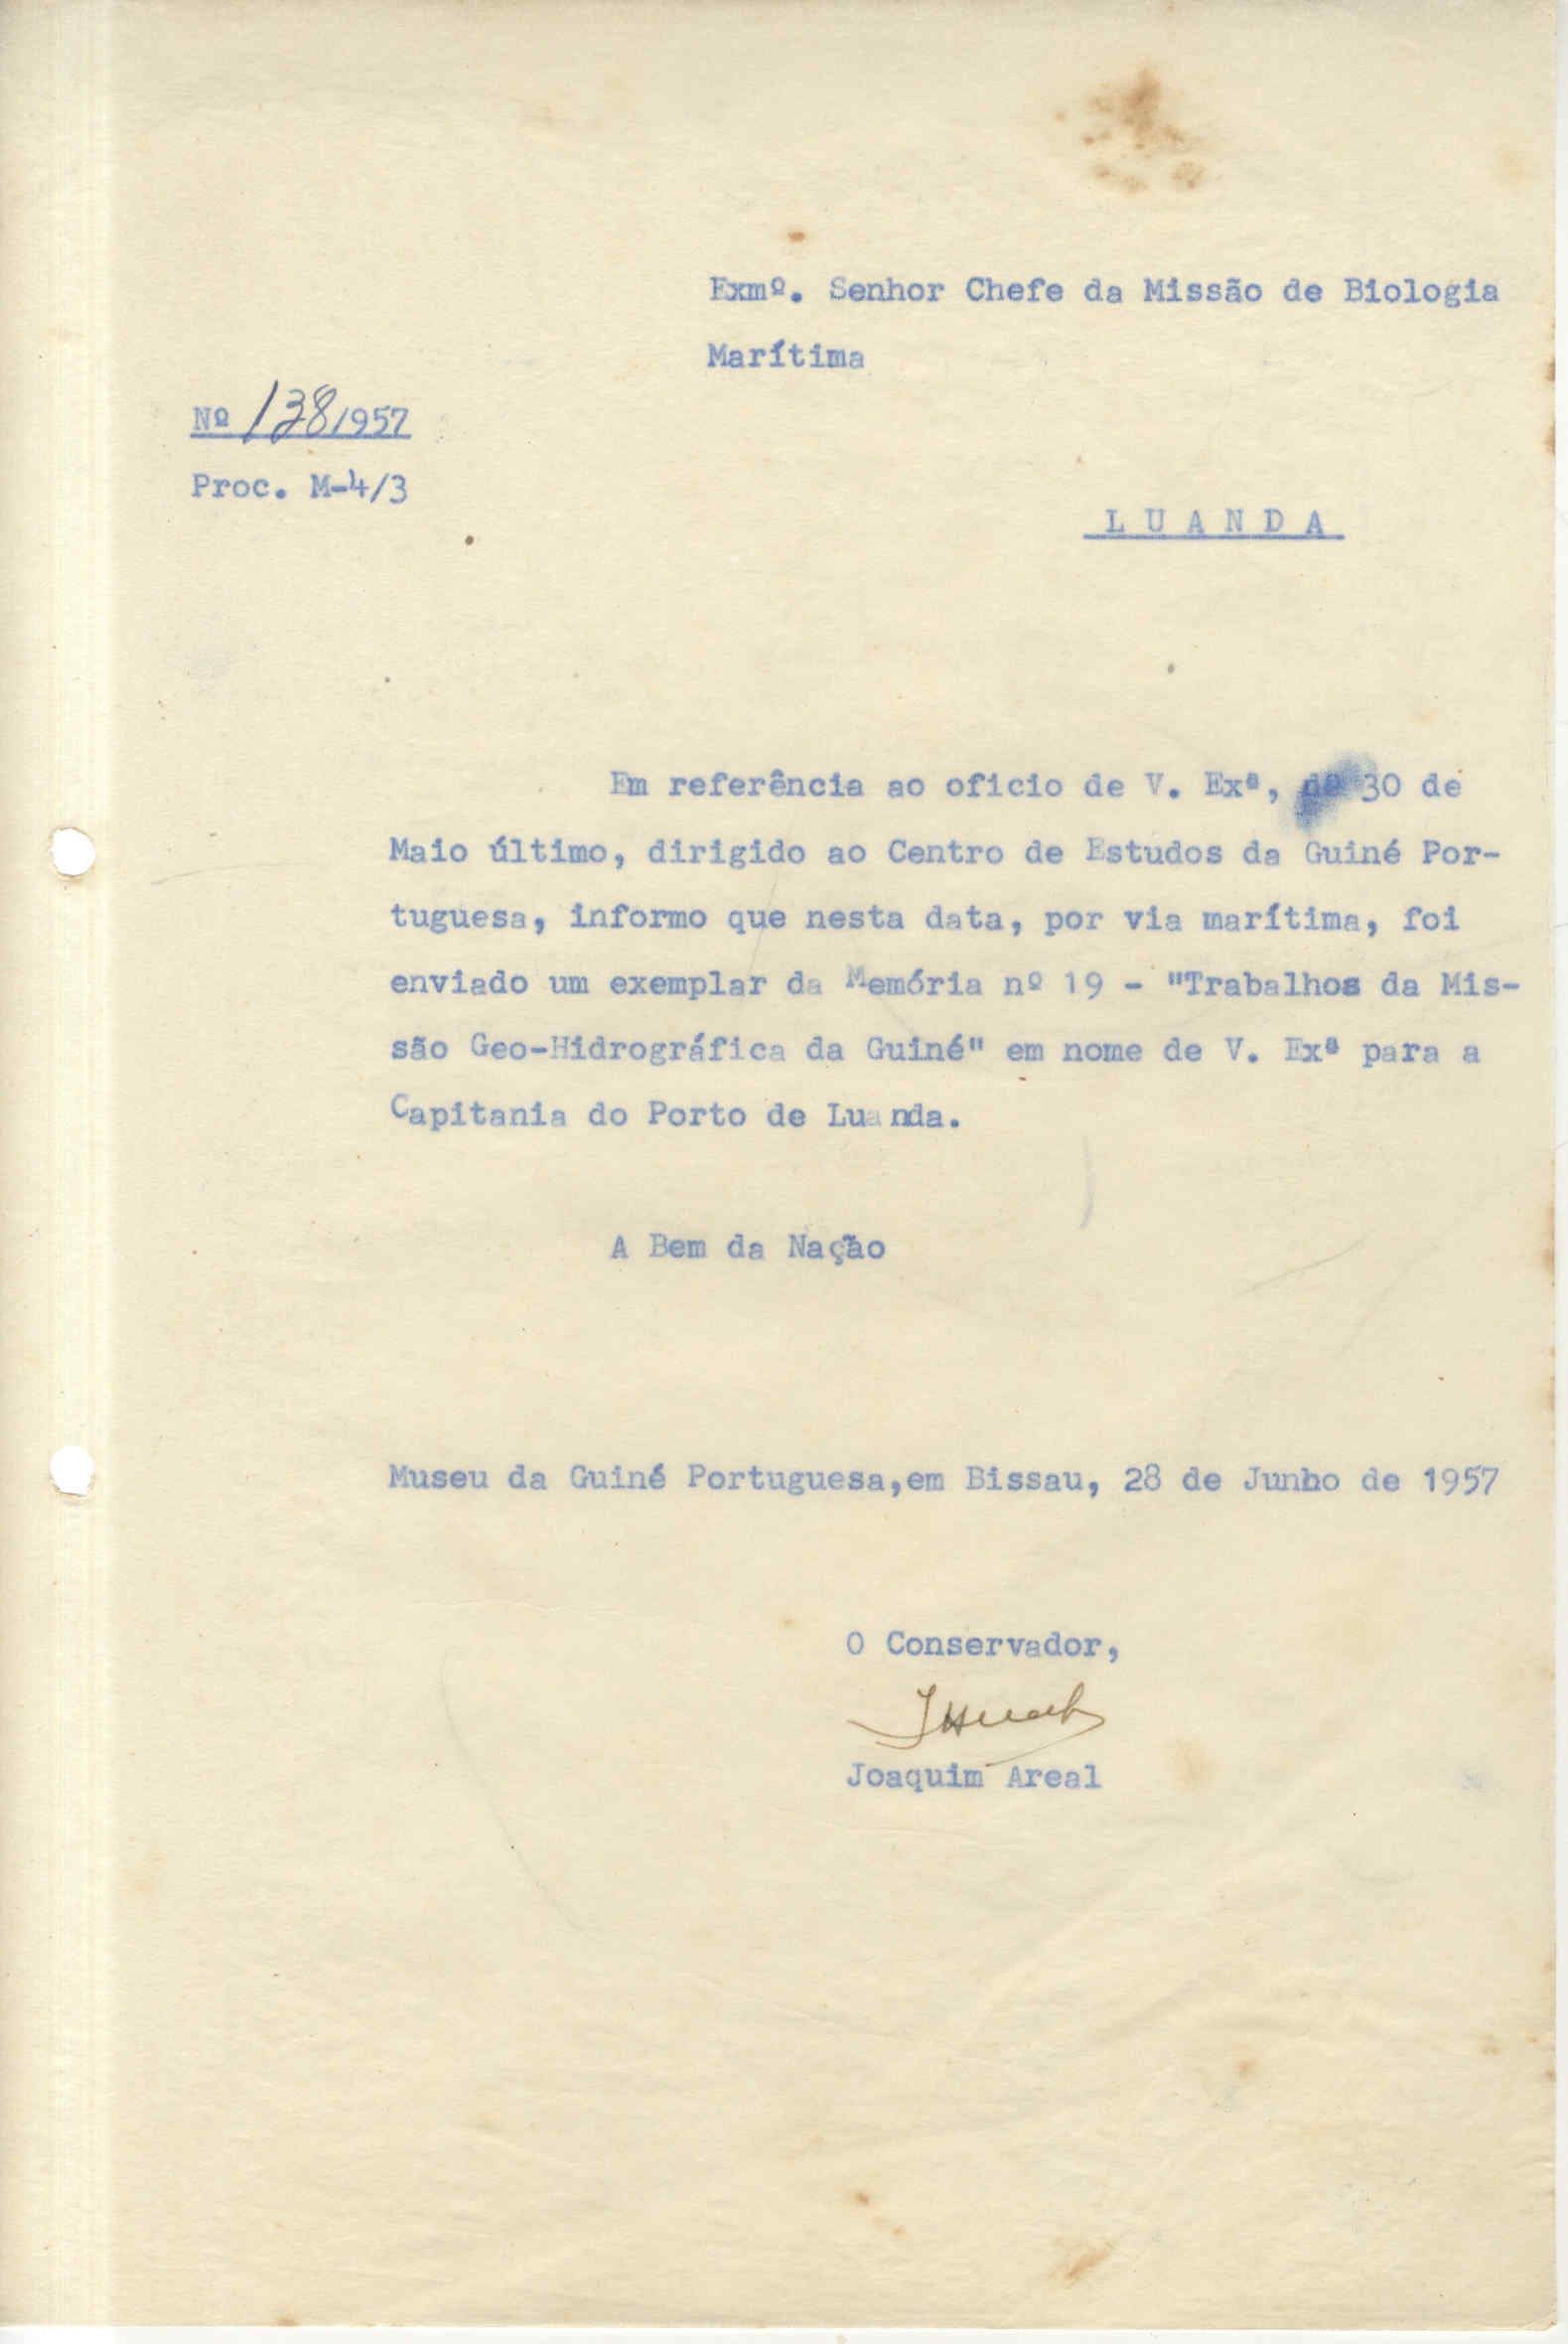 Exmº. Senhor Chefe da Missão de Biologia
Marítima
Nº 138/957
Proc. M-4/3
LUANDA
Em referência ao oficio de V. Exª, de 30 de
Maio último, dirigido ao Centro de Estudos da Guiné Por-
tuguesa, informo que nesta data, por via marítima, foi
enviado um exemplar da Memória nº 19 - "Trabalhos da Mis-
são Geo-Hidrográfica da Guiné" em nome de V. Exª para a
Capitania do Porto de Luanda.
A Bem da Nação
Museu da Guiné Portuguesa,em Bissau, 28 de Junho de 1957
O Conservador,
Joaquim Areal